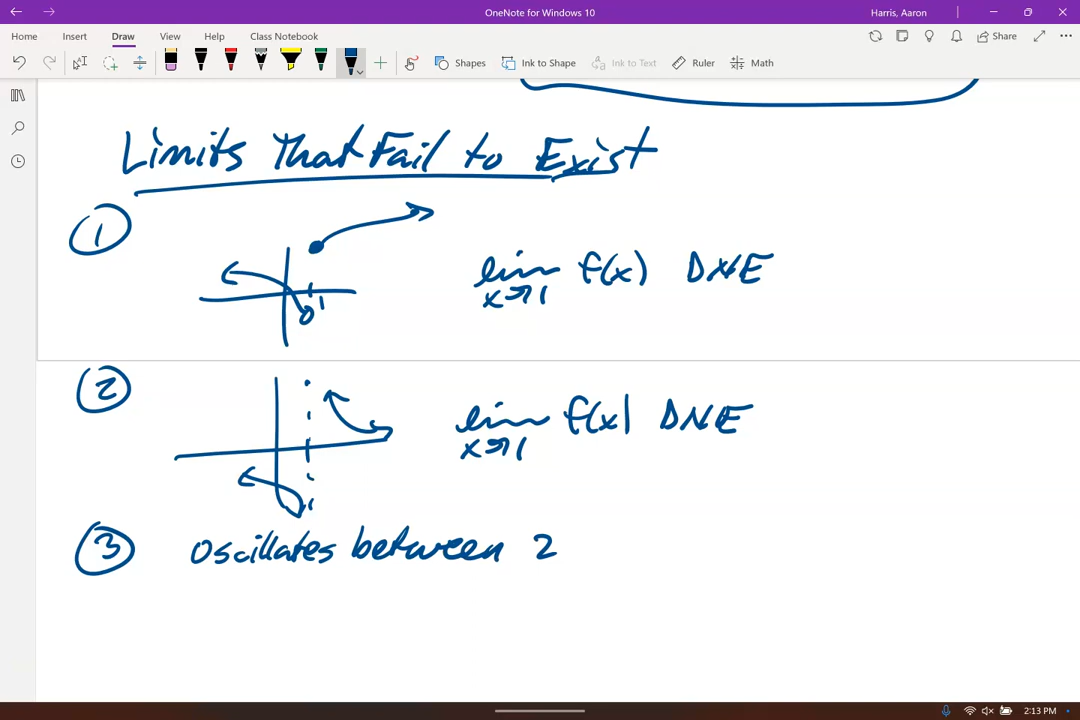 OneNote for Windows 10
Harris, Aaron
Home Insert Draw View Help Class Notebook
Share
Shapes Ink to Shape Ink to Text Ruler Math
Limits That Fail to Exist
1
lim f(x) DNE
x→1
1
2
lim f(x) DNE
x→1
3 oscillates between 2
2:13 PM